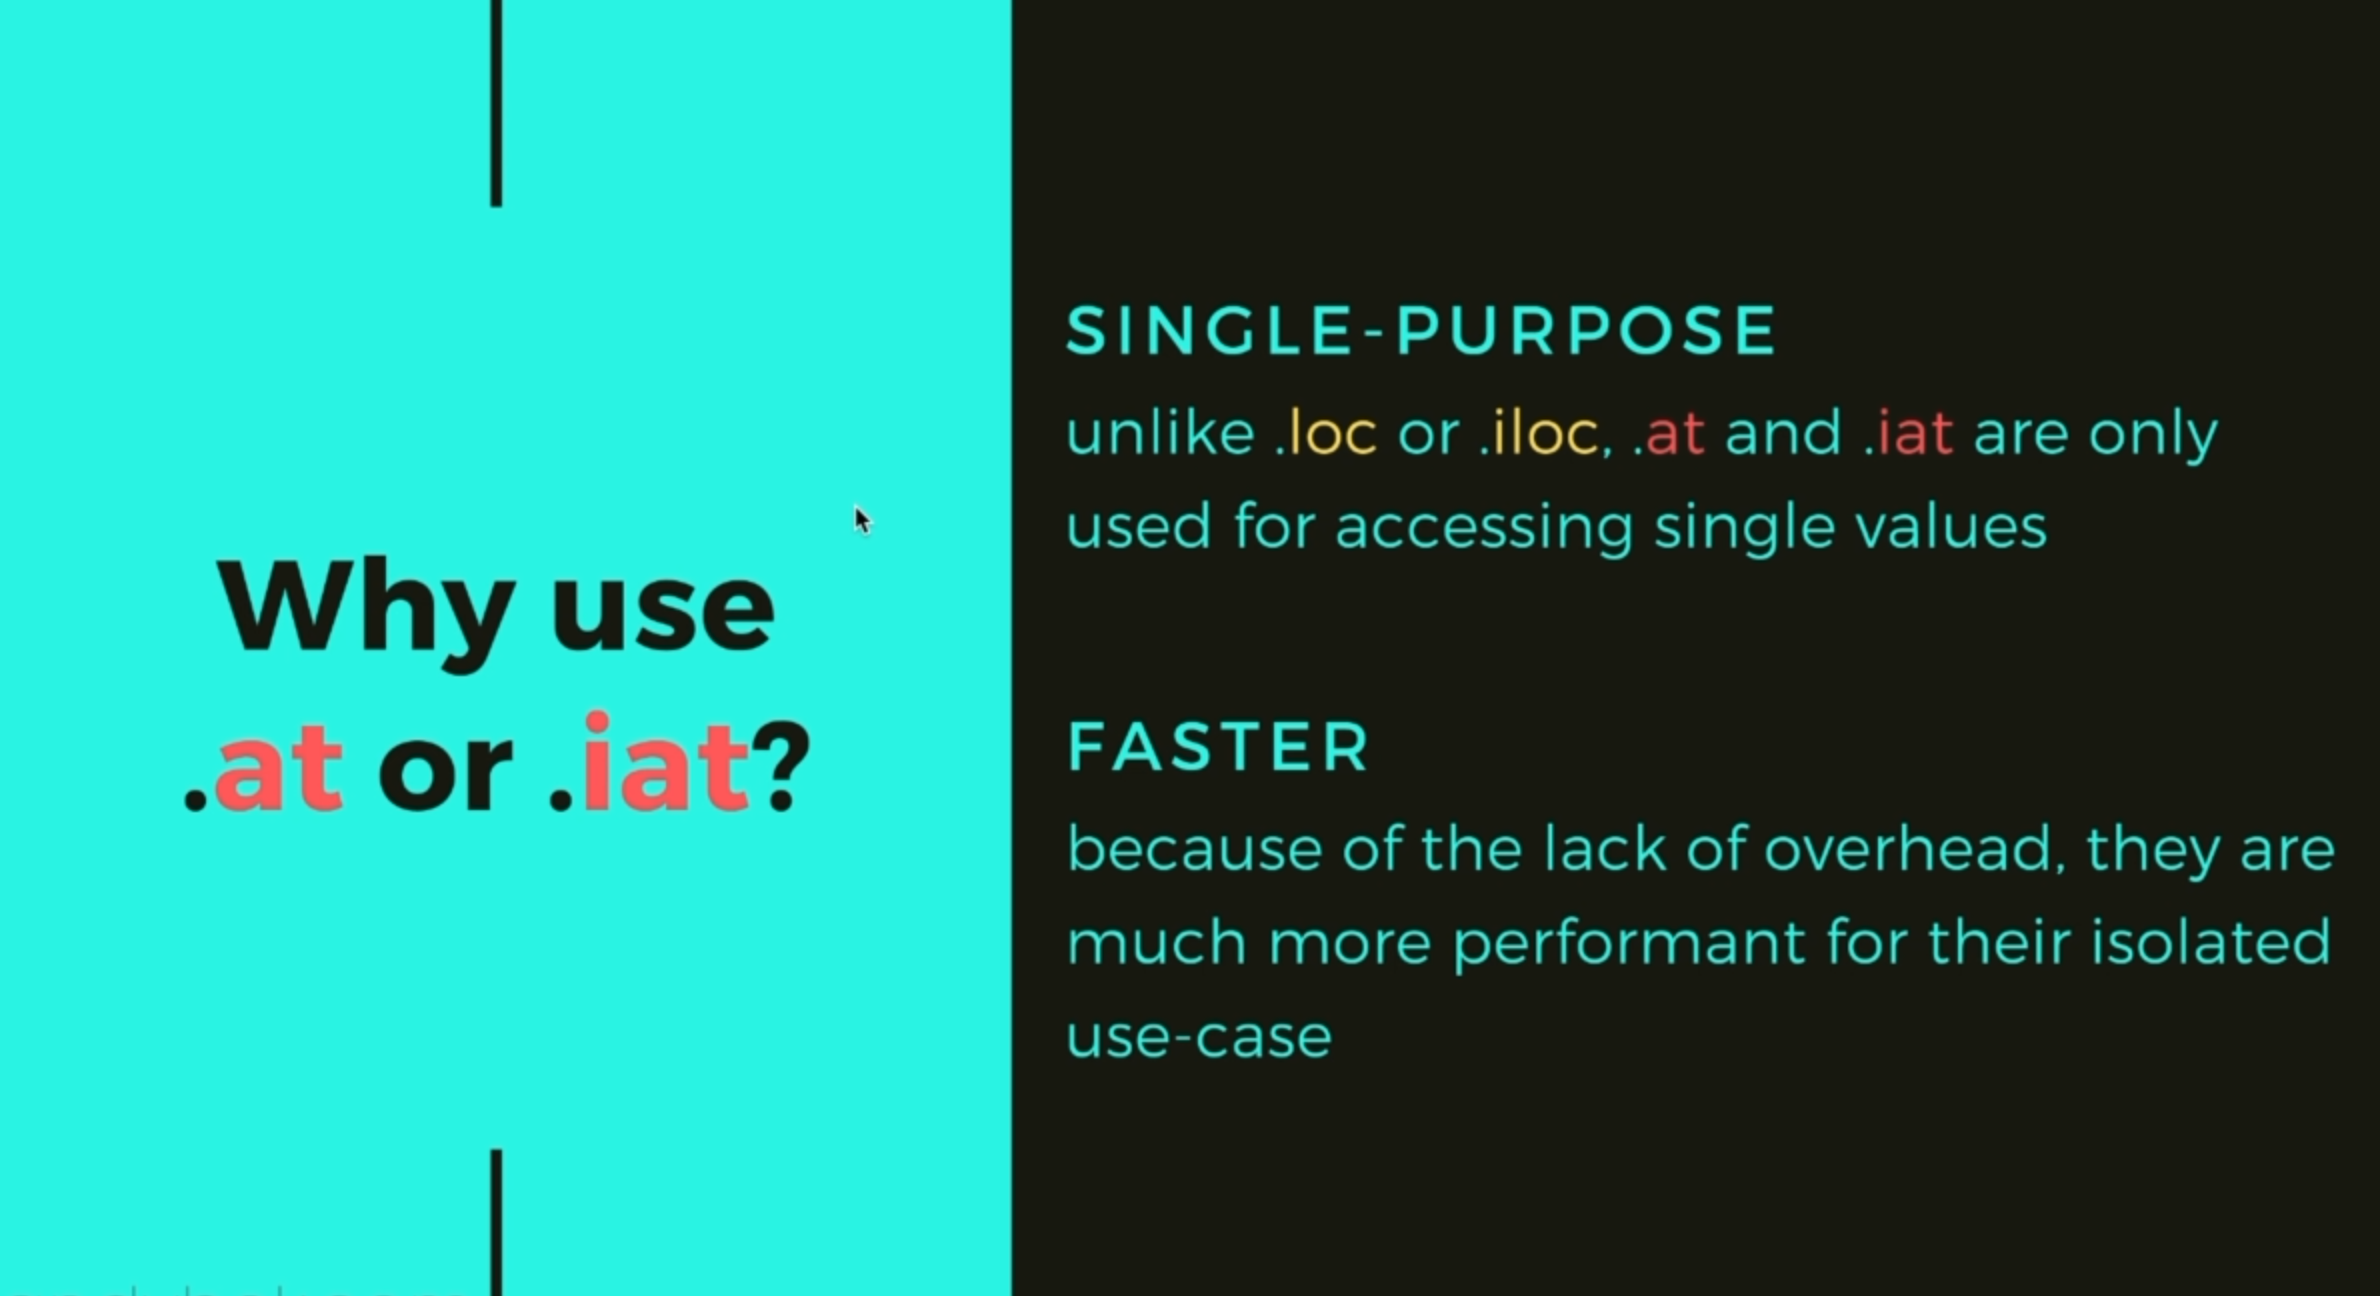 Why use
.at or .iat?
SINGLE-PURPOSE
unlike .loc or .iloc, .at and .iat are only
used for accessing single values
FASTER
because of the lack of overhead, they are
much more performant for their isolated
use-case